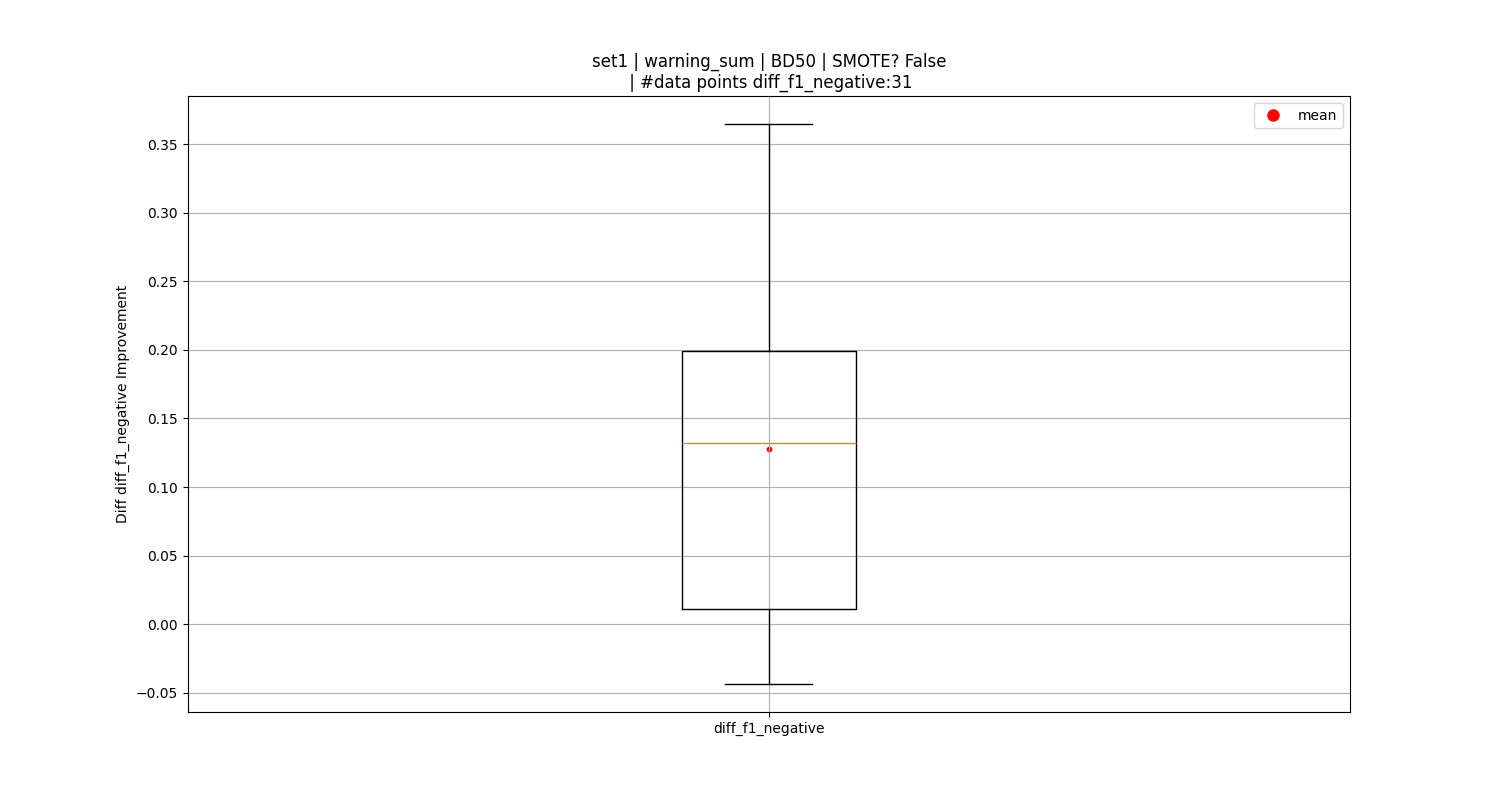 set1 | warning_sum | BD50 | SMOTE? False
| #data points diff_f1_negative:31
mean
Diff diff_f1_negative Improvement
0.35
0.30
0.25
0.20
0.15
0.10
0.05
0.00
−0.05
diff_f1_negative